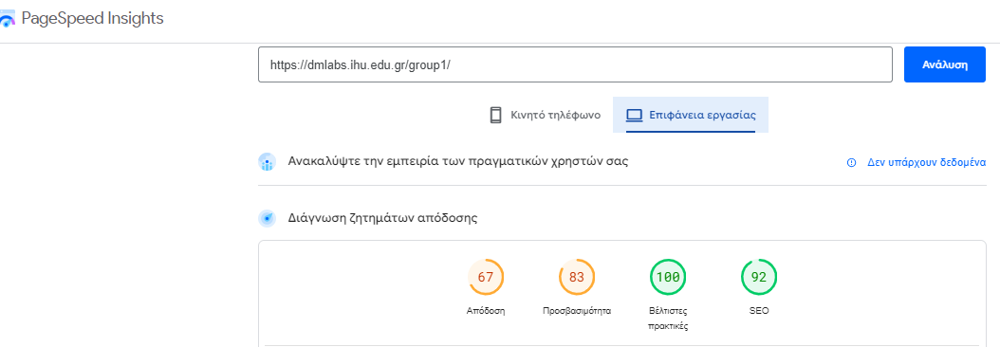 PageSpeed Insights
https://dmlabs.ihu.edu.gr/group1/
Ανάλυση
Κινητό τηλέφωνο
Επιφάνεια εργασίας
Ανακαλύψτε την εμπειρία των πραγματικών χρηστών σας
Δεν υπάρχουν δεδομένα
Διάγνωση ζητημάτων απόδοσης
67
83
100
92
Απόδοση
Προσβασιμότητα
Βέλτιστες
πρακτικές
SEO